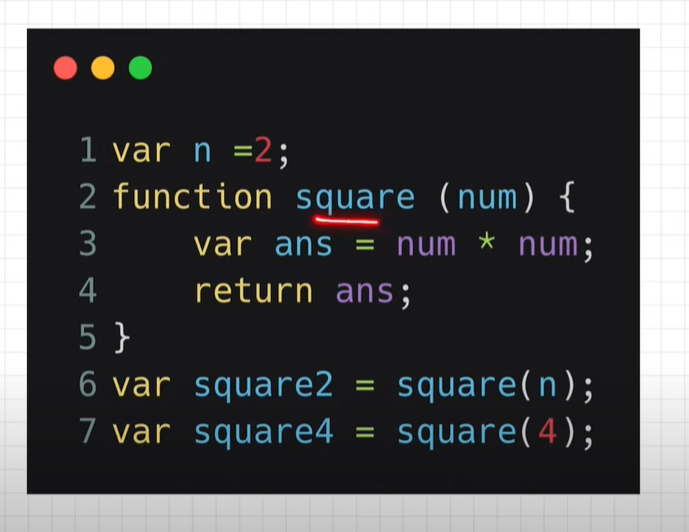 1 var n =2;
2 function square (num) {
3     var ans = num * num;
4     return ans;
5 }
6 var square2 = square(n);
7 var square4 = square(4);